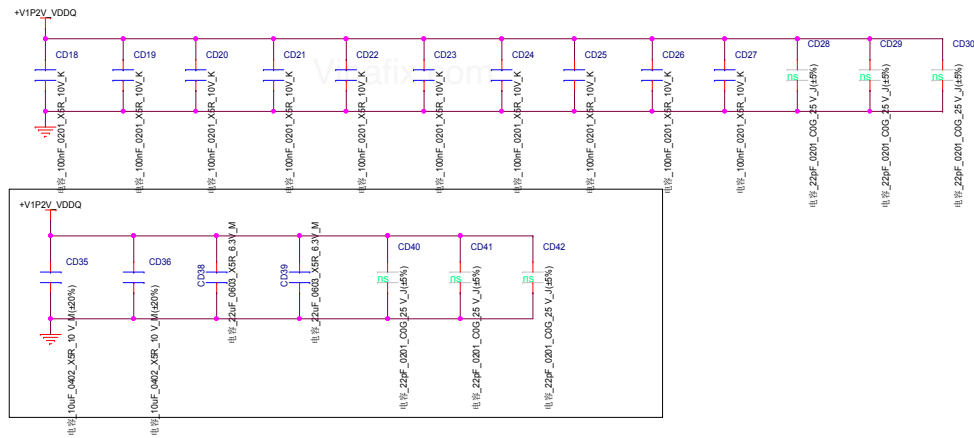 +V1P2V_VDDQ
CD18
CD19
CD20
CD21
CD22
CD23
CD24
CD25
CD26
CD27
CD28
CD29
CD30
ns
ns
ns
Vinafix.com
电容_100nF_0201_X5R_10V_K
电容_100nF_0201_X5R_10V_K
电容_100nF_0201_X5R_10V_K
电容_100nF_0201_X5R_10V_K
电容_100nF_0201_X5R_10V_K
电容_100nF_0201_X5R_10V_K
电容_100nF_0201_X5R_10V_K
电容_100nF_0201_X5R_10V_K
电容_100nF_0201_X5R_10V_K
电容_100nF_0201_X5R_10V_K
电容_22pF_0201_C0G_25 V_J(±5%)
电容_22pF_0201_C0G_25 V_J(±5%)
电容_22pF_0201_C0G_25 V_J(±5%)
+V1P2V_VDDQ
CD35
CD36
CD38
CD39
CD40
CD41
CD42
ns
ns
ns
电容_10uF_0402_X5R_10 V_M(±20%)
电容_10uF_0402_X5R_10 V_M(±20%)
电容_22uF_0603_X5R_6.3V_M
电容_22uF_0603_X5R_6.3V_M
电容_22pF_0201_C0G_25 V_J(±5%)
电容_22pF_0201_C0G_25 V_J(±5%)
电容_22pF_0201_C0G_25 V_J(±5%)